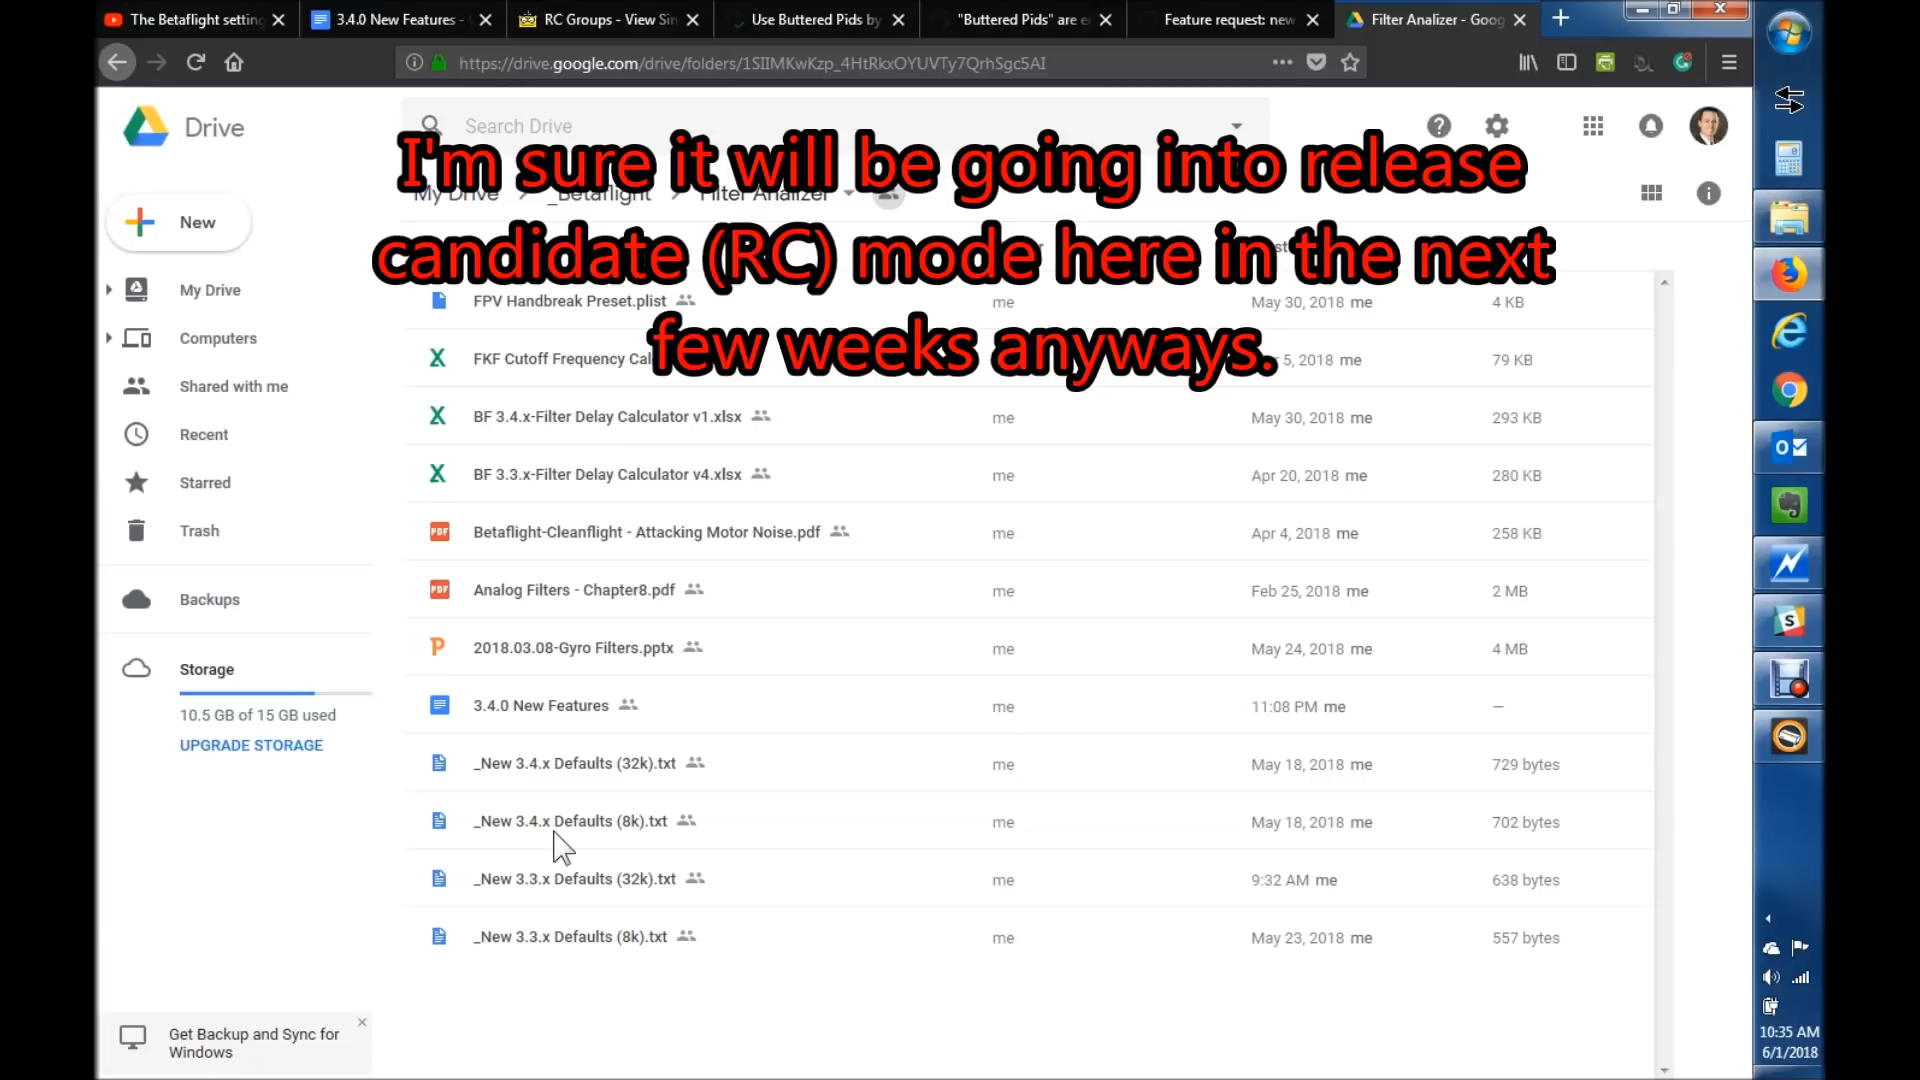 The Betaflight setting
3.4.0 New Features -
RC Groups - View Sin
Use Buttered Pids by
"Buttered Pids" are e
Feature request: new
Filter Analizer - Goog
https://drive.google.com/drive/folders/1SIIMKwKzp_4HtRkxOYUVTy7QrhSgc5AI
Drive
Search Drive
I'm sure it will be going into release
candidate (RC) mode here in the next
few weeks anyways.
My Drive
_Betaflight
Filter Analizer
New
My Drive
Computers
Shared with me
Recent
Starred
Trash
Backups
Storage
10.5 GB of 15 GB used
UPGRADE STORAGE
Get Backup and Sync for
Windows
FPV Handbreak Preset.plist me May 30, 2018 me 4 KB
FKF Cutoff Frequency Cal 5, 2018 me 79 KB
BF 3.4.x-Filter Delay Calculator v1.xlsx me May 30, 2018 me 293 KB
BF 3.3.x-Filter Delay Calculator v4.xlsx me Apr 20, 2018 me 280 KB
Betaflight-Cleanflight - Attacking Motor Noise.pdf me Apr 4, 2018 me 258 KB
Analog Filters - Chapter8.pdf me Feb 25, 2018 me 2 MB
2018.03.08-Gyro Filters.pptx me May 24, 2018 me 4 MB
3.4.0 New Features me 11:08 PM me —
_New 3.4.x Defaults (32k).txt me May 18, 2018 me 729 bytes
_New 3.4.x Defaults (8k).txt me May 18, 2018 me 702 bytes
_New 3.3.x Defaults (32k).txt me 9:32 AM me 638 bytes
_New 3.3.x Defaults (8k).txt me May 23, 2018 me 557 bytes
10:35 AM
6/1/2018